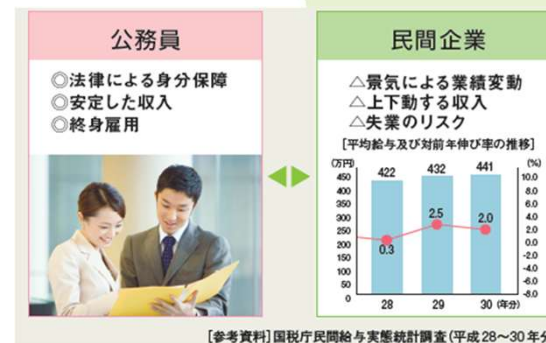 公務員
◎法律による身分保障
◎安定した収入
◎終身雇用
民間企業
△景気による業績変動
△上下動する収入
△失業のリスク
[平均給与及び対前年伸び率の推移]
(万円)
(%)
450
400
350
300
250
200
150
100
50
0
422
432
441
0.3
2.5
2.0
10.0
8.0
6.0
4.0
2.0
0.0
-2.0
-4.0
-6.0
-8.0
28
29
30 (年分)
[参考資料]国税庁民間給与実態統計調査(平成28〜30年分